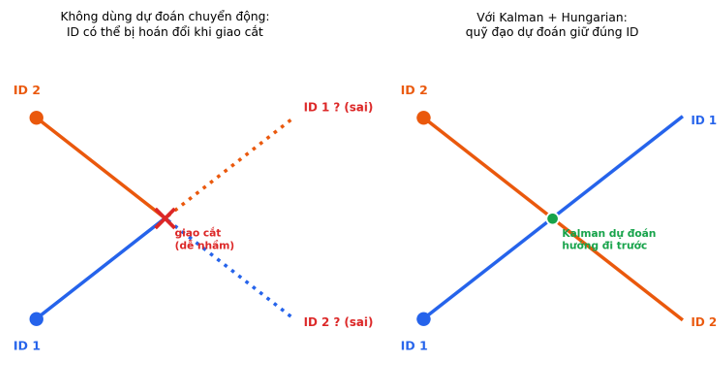 Không dùng dự đoán chuyển động:
ID có thể bị hoán đổi khi giao cắt
ID 2
ID 1 ? (sai)
giao cắt
(dễ nhầm)
ID 2 ? (sai)
ID 1
Với Kalman + Hungarian:
quỹ đạo dự đoán giữ đúng ID
ID 2
ID 1
Kalman dự đoán
hướng đi trước
ID 2
ID 1